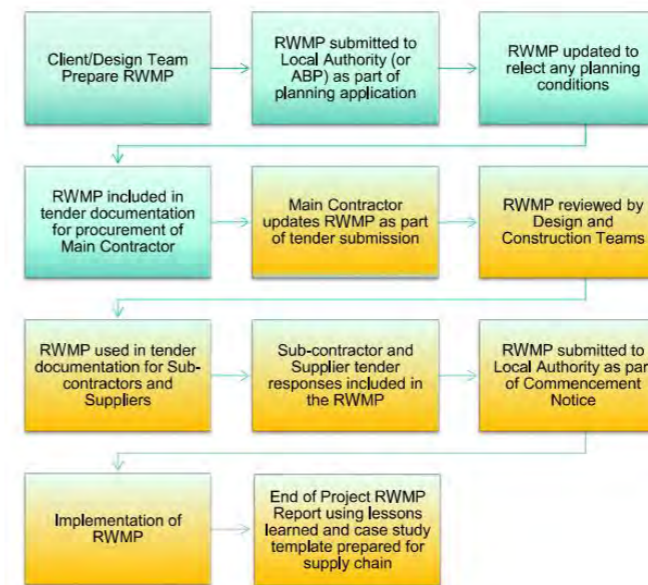 Client/Design Team
Prepare RWMP
RWMP submitted to
Local Authority (or
ABP) as part of
planning application
RWMP updated to
relect any planning
conditions
RWMP included in
tender documentation
for procurement of
Main Contractor
Main Contractor
updates RWMP as part
of tender submission
RWMP reviewed by
Design and
Construction Teams
RWMP used in tender
documentation for Sub-
contractors and
Suppliers
Sub-contractor and
Supplier tender
responses included in
the RWMP
RWMP submitted to
Local Authority as part
of Commencement
Notice
Implementation of
RWMP
End of Project RWMP
Report using lessons
learned and case study
template prepared for
supply chain